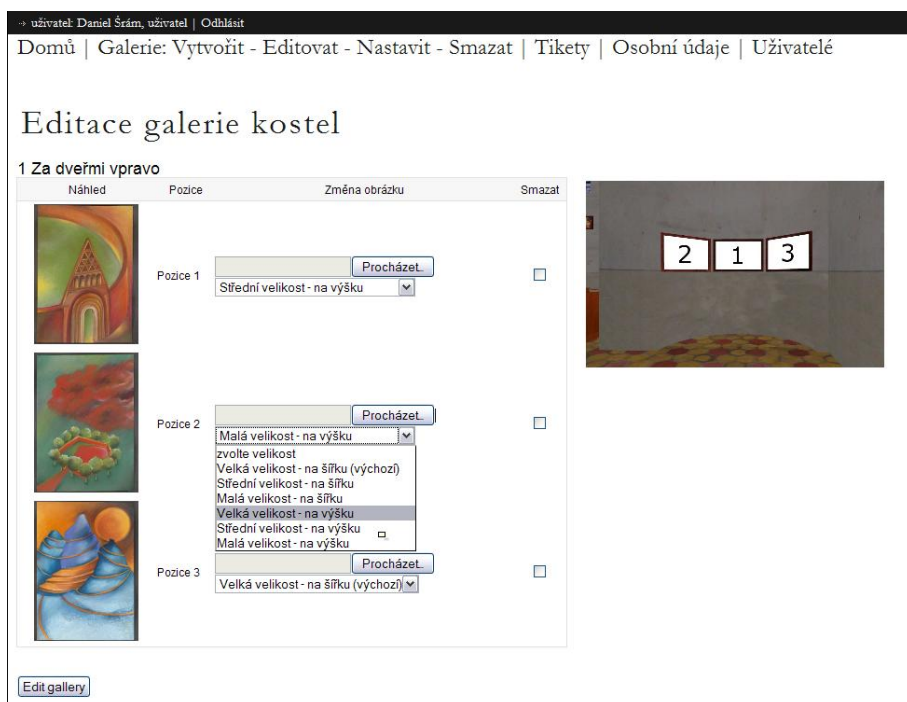 → uživatel: Daniel Šrám, uživatel | Odhlásit
Domů | Galerie: Vytvořit - Editovat - Nastavit - Smazat | Tikety | Osobní údaje | Uživatelé
Editace galerie kostel
1 Za dveřmi vpravo
Náhled Pozice Změna obrázku Smazat
Pozice 1
Procházet..
Střední velikost - na výšku
2 1 3
Pozice 2
Procházet..
Malá velikost - na výšku
zvolte velikost
Velká velikost - na šířku (výchozí)
Střední velikost - na šířku
Malá velikost - na šířku
Velká velikost - na výšku
Střední velikost - na výšku
Malá velikost - na výšku
Pozice 3
Procházet..
Velká velikost - na šířku (výchozí)
Edit gallery